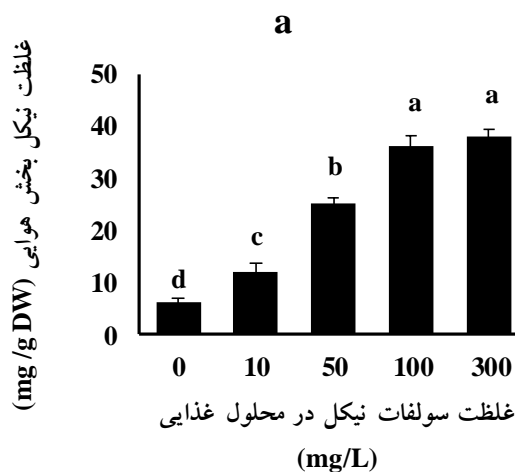 a
غلظت نیکل بخش هوایی (mg /g DW)
50
40
30
20
10
0
d
c
b
a
a
0 10 50 100 300
غلظت سولفات نیکل در محلول غذایی
(mg/L)